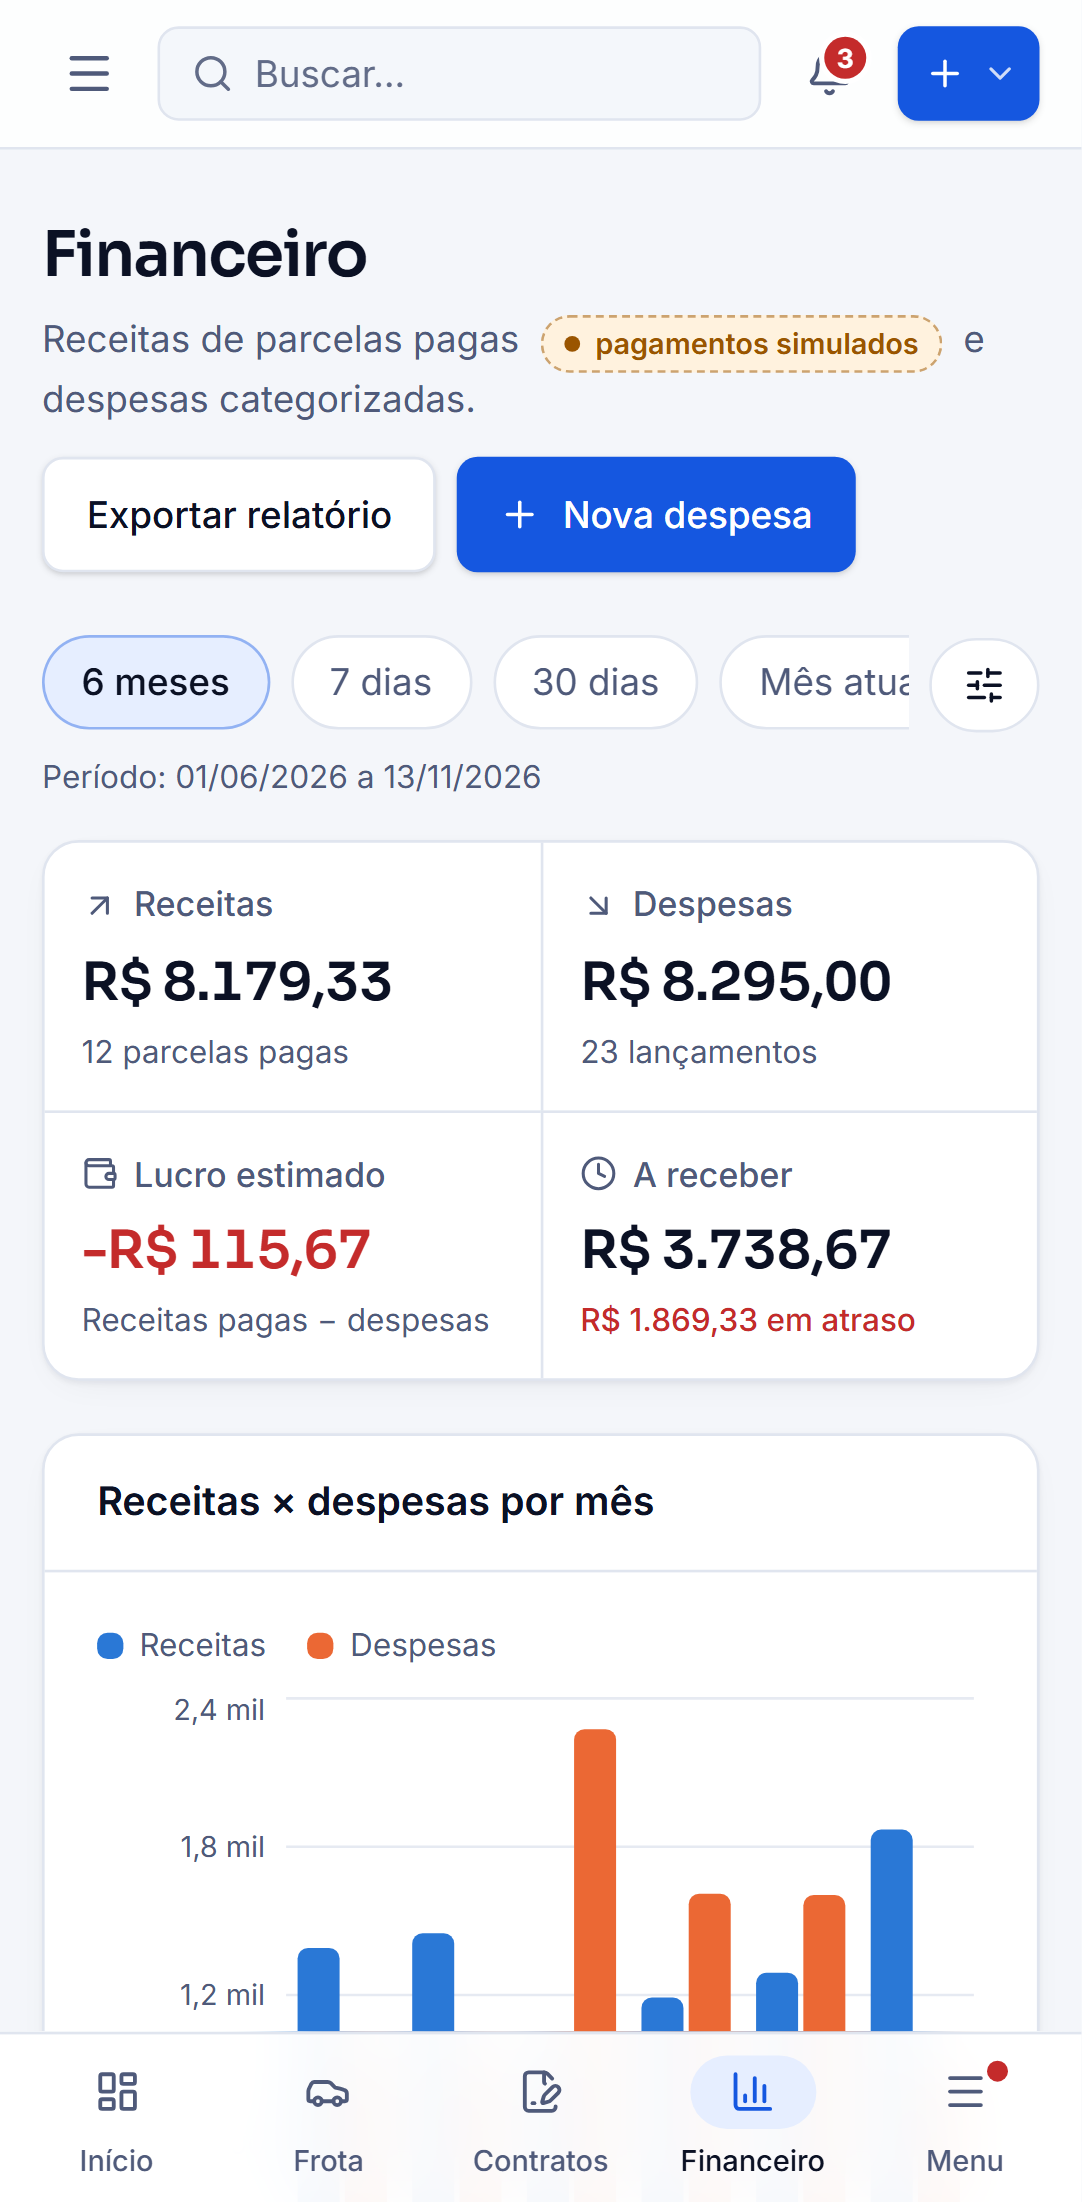 Buscar...
3
Financeiro
Receitas de parcelas pagas pagamentos simulados e
despesas categorizadas.
Exportar relatório
Nova despesa
6 meses 7 dias 30 dias Mês atua
Período: 01/06/2026 a 13/11/2026
Receitas
R$ 8.179,33
12 parcelas pagas
Despesas
R$ 8.295,00
23 lançamentos
Lucro estimado
-R$ 115,67
Receitas pagas – despesas
A receber
R$ 3.738,67
R$ 1.869,33 em atraso
Receitas × despesas por mês
Receitas Despesas
2,4 mil
1,8 mil
1,2 mil
Início Frota Contratos Financeiro Menu